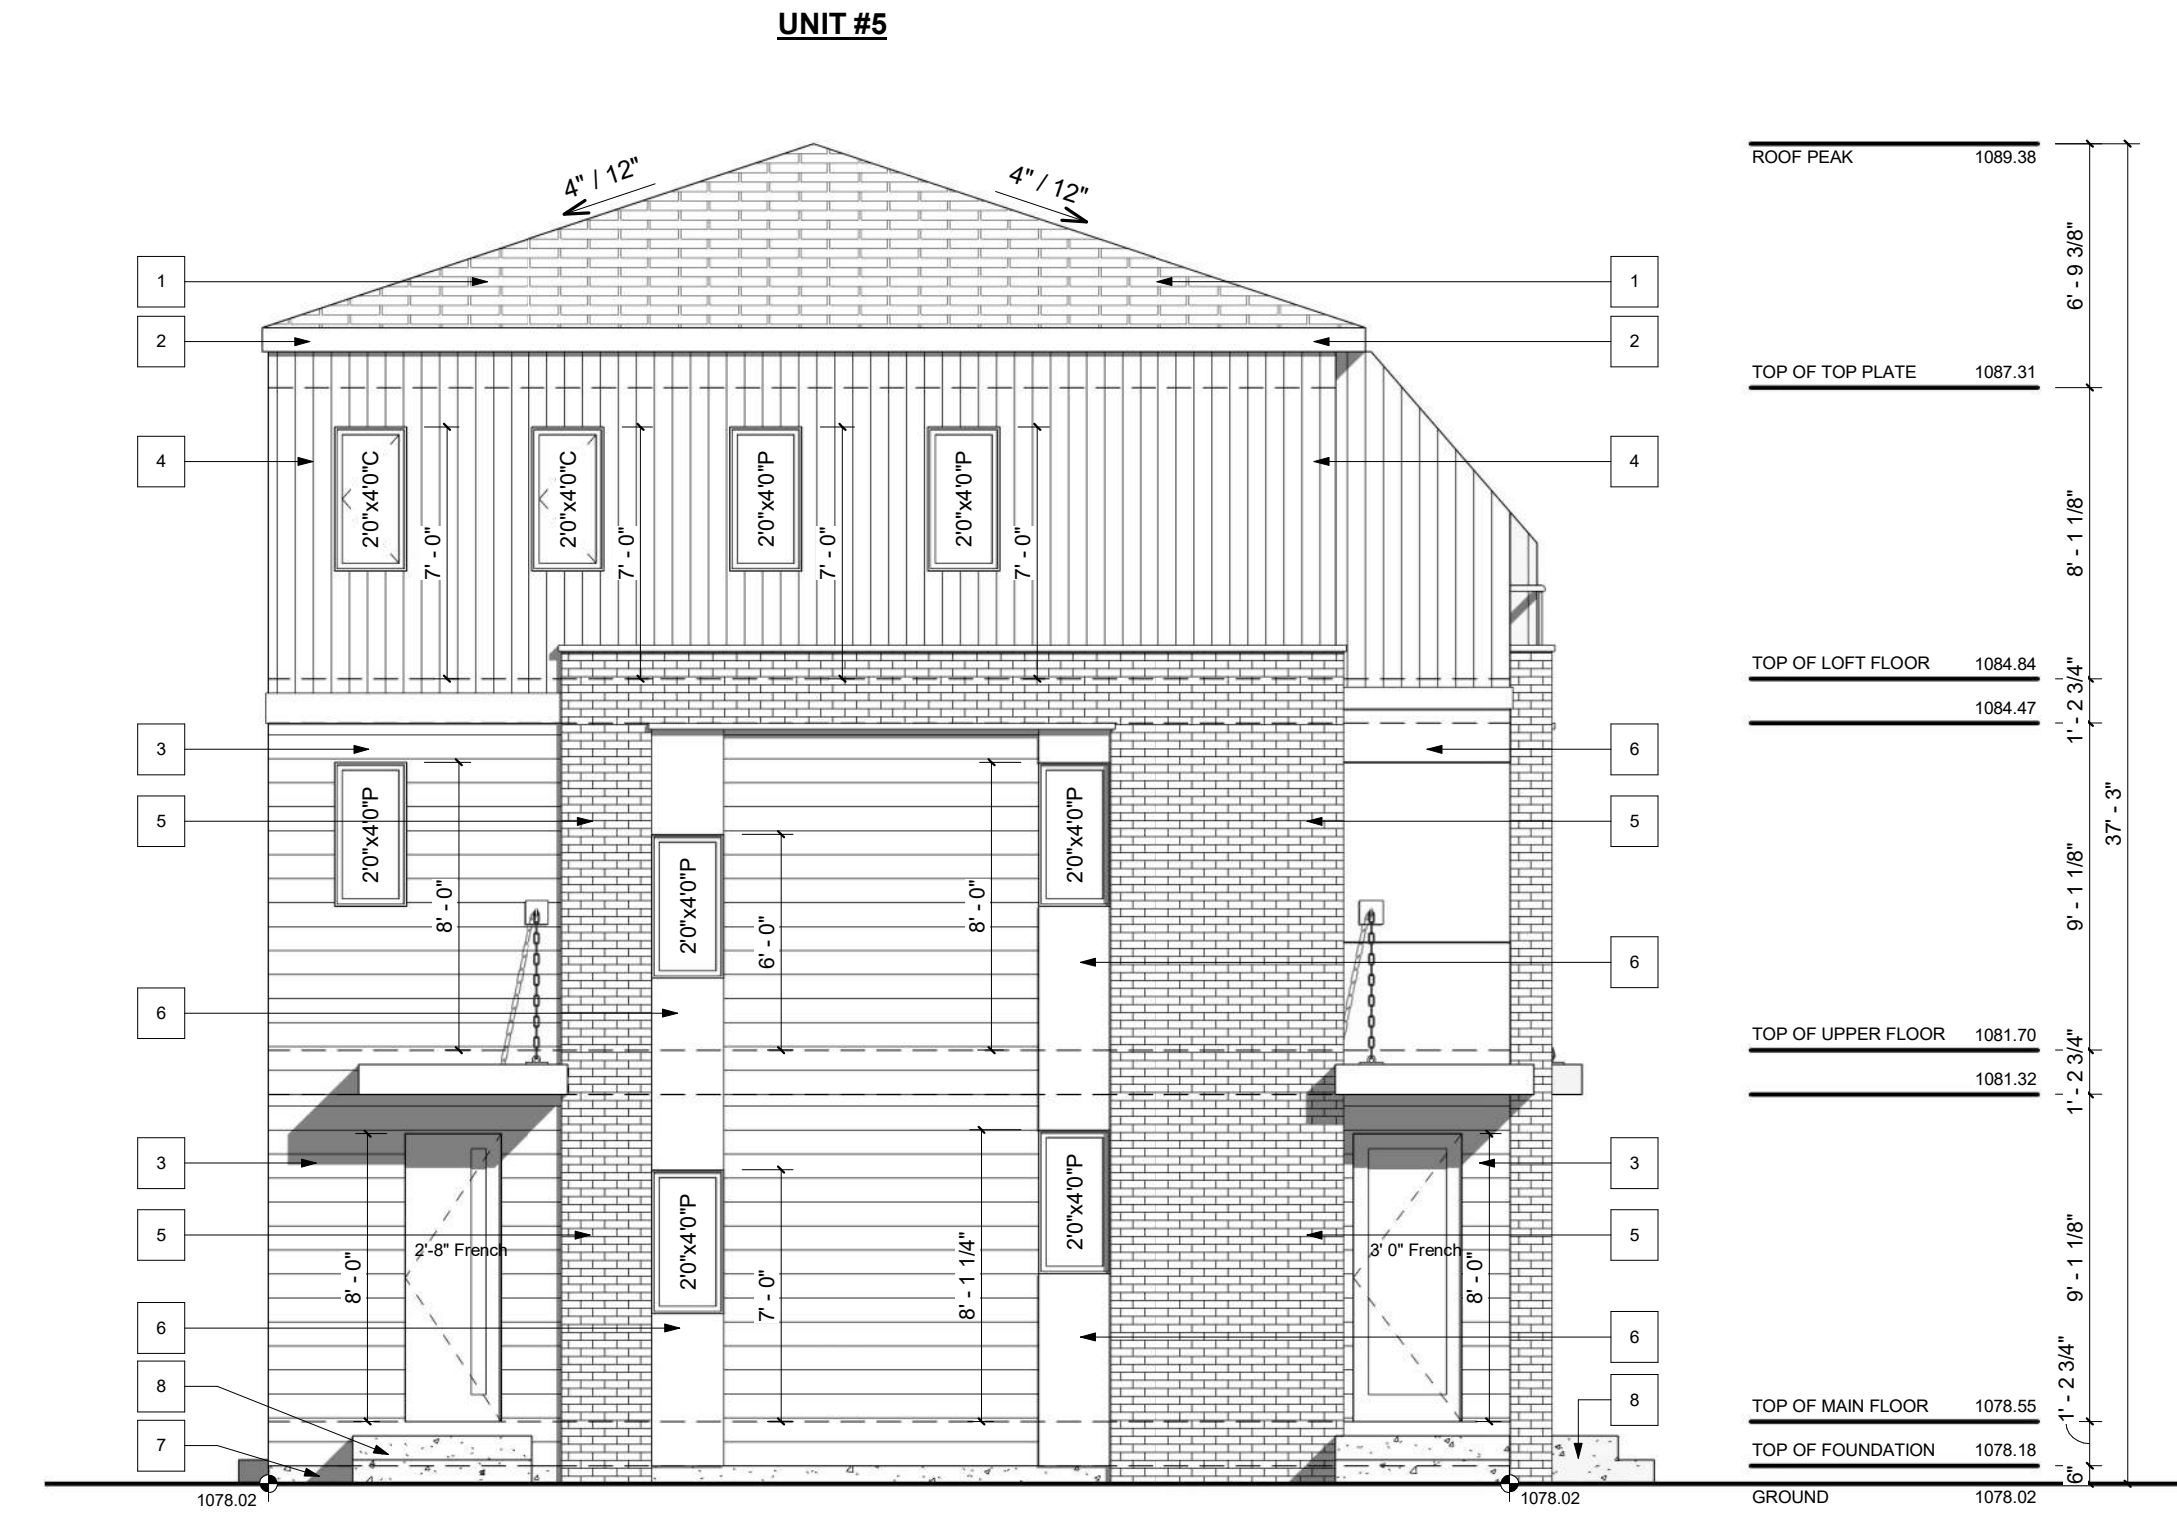 UNIT #5
4" / 12"
4" / 12"
ROOF PEAK 1089.38
6' - 9 3/8"
1
1
2
2
TOP OF TOP PLATE 1087.31
4
4
2'0"x4'0"C
7' - 0"
2'0"x4'0"C
7' - 0"
2'0"x4'0"P
7' - 0"
2'0"x4'0"P
7' - 0"
8' - 1 1/8"
TOP OF LOFT FLOOR 1084.84
1' - 2 3/4"
1084.47
3
6
5
5
2'0"x4'0"P
8' - 0"
2'0"x4'0"P
6' - 0"
8' - 0"
2'0"x4'0"P
9' - 1 1/8"
37' - 3"
6
6
TOP OF UPPER FLOOR 1081.70
1' - 2 3/4"
1081.32
3
3
5
5
8' - 0"
2'-8" French
2'0"x4'0"P
7' - 0"
8' - 1 1/4"
2'0"x4'0"P
3' 0" French
8' - 0"
9' - 1 1/8"
6
6
8
8
TOP OF MAIN FLOOR 1078.55
1' - 2 3/4"
7
TOP OF FOUNDATION 1078.18
6"
1078.02
1078.02
GROUND 1078.02